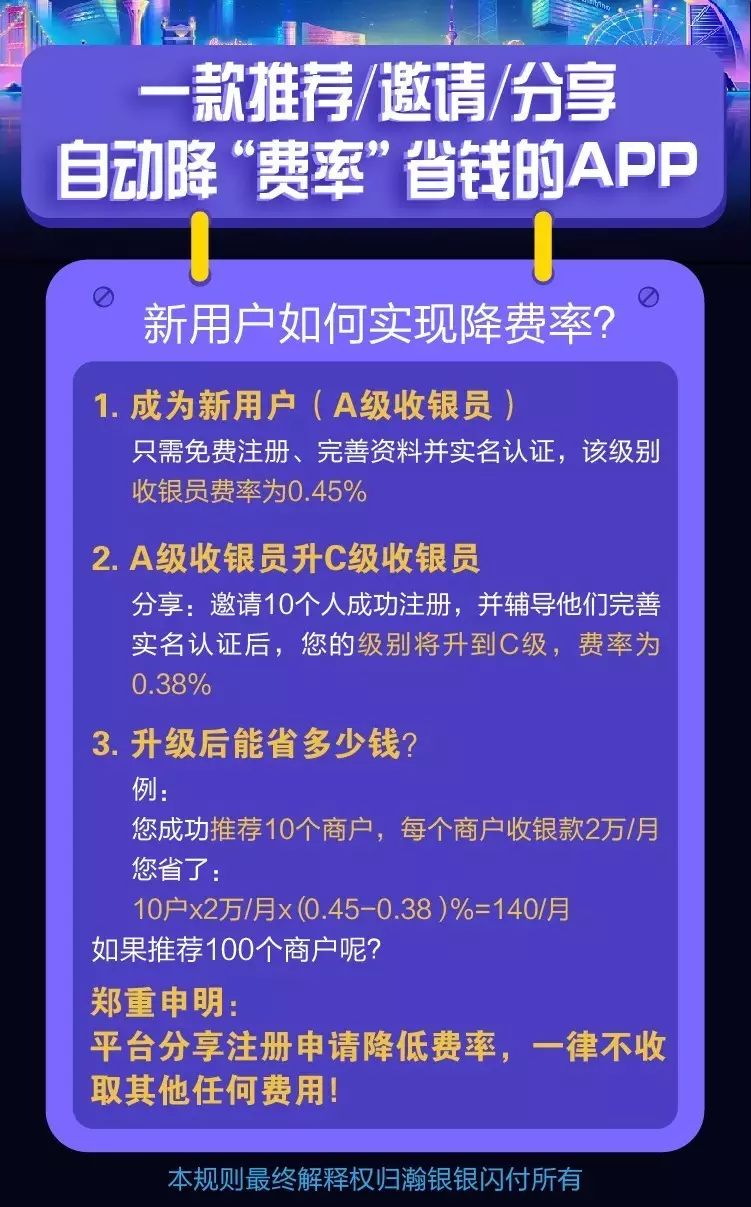 一款推荐/邀请/分享
自动降“费率”省钱的APP
新用户如何实现降费率？
1. 成为新用户（A级收银员）
只需免费注册、完善资料并实名认证，该级别
收银员费率为0.45%
2. A级收银员升C级收银员
分享：邀请10个人成功注册，并辅导他们完善
实名认证后，您的级别将升到C级，费率为
0.38%
3. 升级后能省多少钱？
例：
您成功推荐10个商户，每个商户收银款2万/月
您省了：
10户x2万/月x(0.45-0.38)%=140/月
如果推荐100个商户呢？
郑重申明：
平台分享注册申请降低费率，一律不收
取其他任何费用！
本规则最终解释权归瀚银银闪付所有